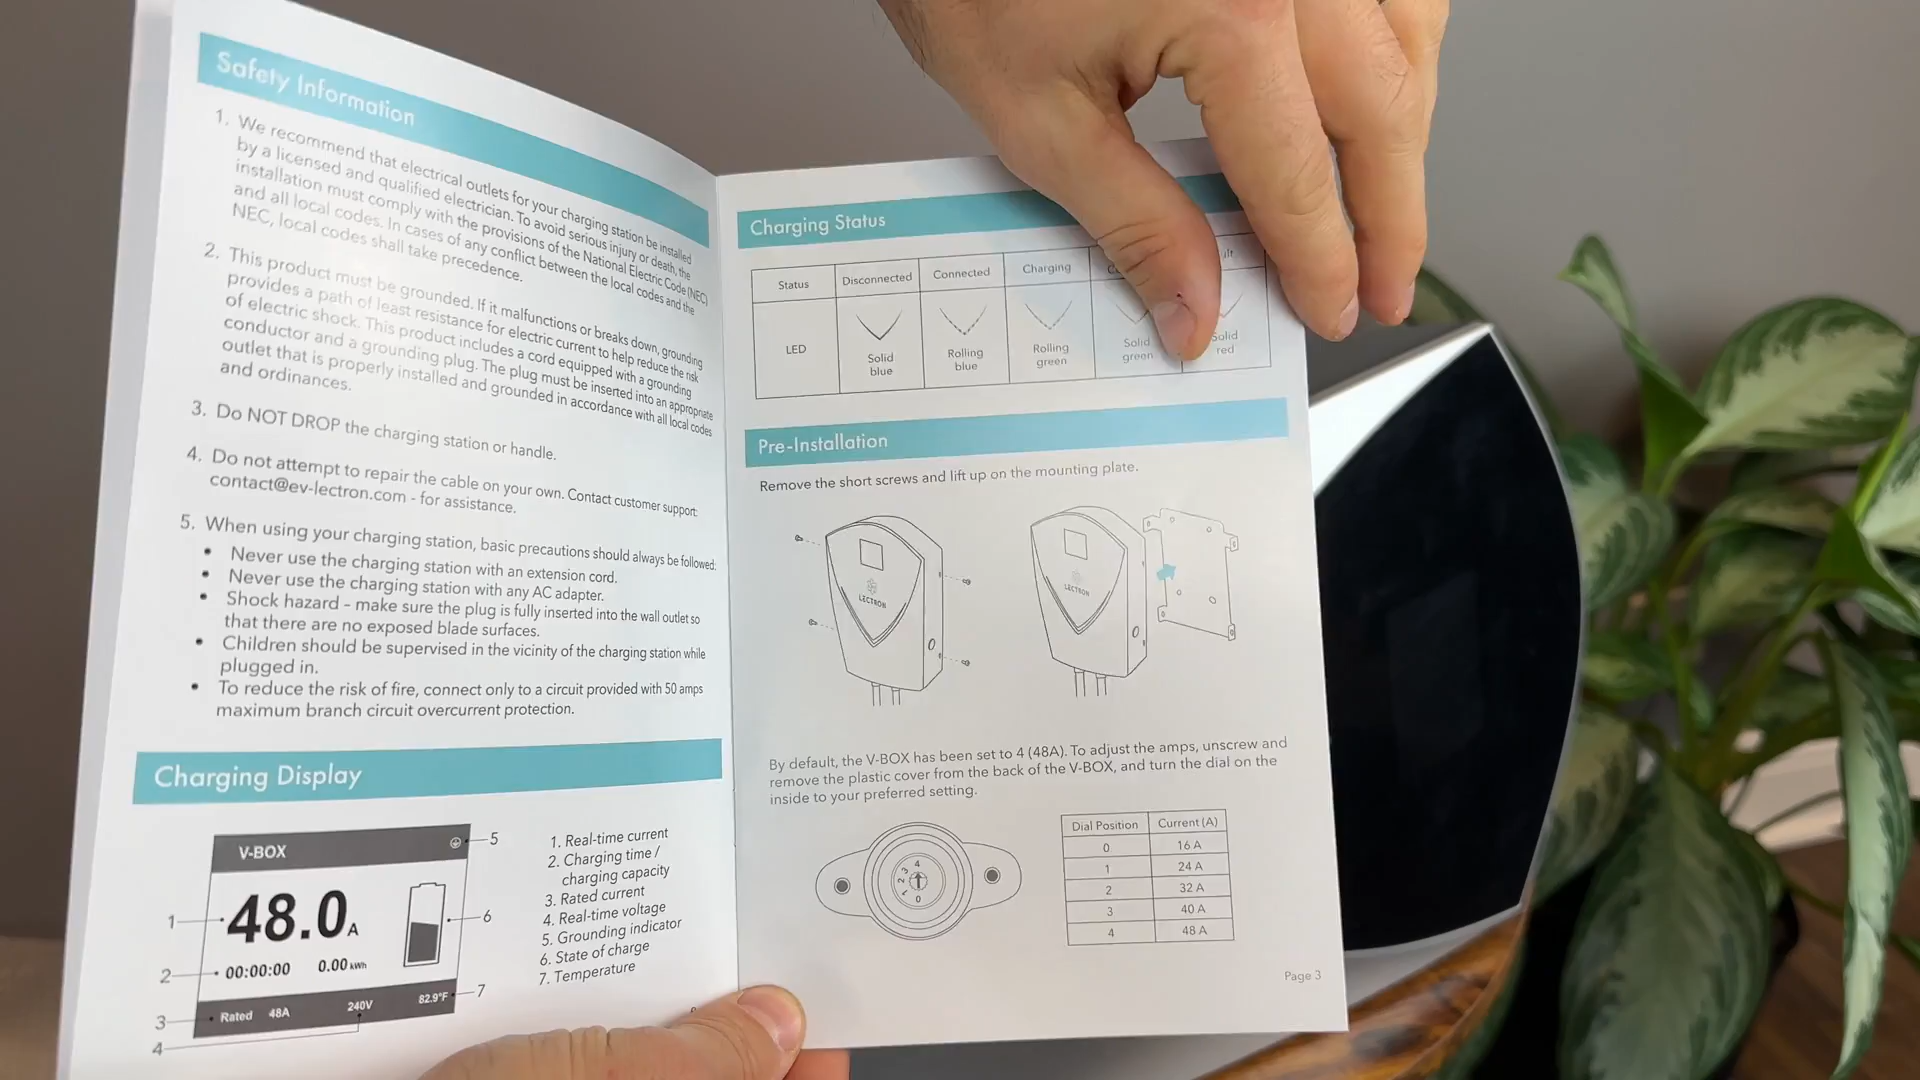 Safety Information
1. We recommend that electrical outlets for your charging station be installed
by a licensed and qualified electrician. To avoid serious injury or death, the
installation must comply with the provisions of the National Electric Code (NEC)
and all local codes. In cases of any conflict between the local codes and the
NEC, local codes shall take precedence.
2. This product must be grounded. If it malfunctions or breaks down, grounding
provides a path of least resistance for electric current to help reduce the risk
of electric shock. This product includes a cord equipped with a grounding
conductor and a grounding plug. The plug must be inserted into an appropriate
outlet that is properly installed and grounded in accordance with all local codes
and ordinances.
3. Do NOT DROP the charging station or handle.
4. Do not attempt to repair the cable on your own. Contact customer support:
contact@ev-lectron.com - for assistance.
5. When using your charging station, basic precautions should always be followed:
• Never use the charging station with an extension cord.
• Never use the charging station with any AC adapter.
• Shock hazard – make sure the plug is fully inserted into the wall outlet so
that there are no exposed blade surfaces.
• Children should be supervised in the vicinity of the charging station while
plugged in.
• To reduce the risk of fire, connect only to a circuit provided with 50 amps
maximum branch circuit overcurrent protection.
Charging Display
V-BOX
48.0A
00:00:00 0.00 kWh
Rated 48A 240V 82.9°F
1
2
3
4
5
6
7
1. Real-time current
2. Charging time /
charging capacity
3. Rated current
4. Real-time voltage
5. Grounding indicator
6. State of charge
7. Temperature
Charging Status
Status Disconnected Connected Charging
LED
Solid
blue
Rolling
blue
Rolling
green
Solid
green
Solid
red
Pre-Installation
Remove the short screws and lift up on the mounting plate.
LECTRON
LECTRON
By default, the V-BOX has been set to 4 (48A). To adjust the amps, unscrew and
remove the plastic cover from the back of the V-BOX, and turn the dial on the
inside to your preferred setting.
4
3
2
1
0
Dial Position Current (A)
0 16 A
1 24 A
2 32 A
3 40 A
4 48 A
Page 3